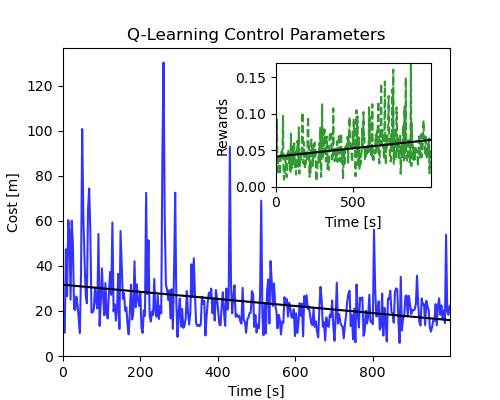 Q-Learning Control Parameters
Cost [m]
120
100
80
60
40
20
0
0 200 400 600 800
Time [s]
Rewards
0.15
0.10
0.05
0.00
0 500
Time [s]